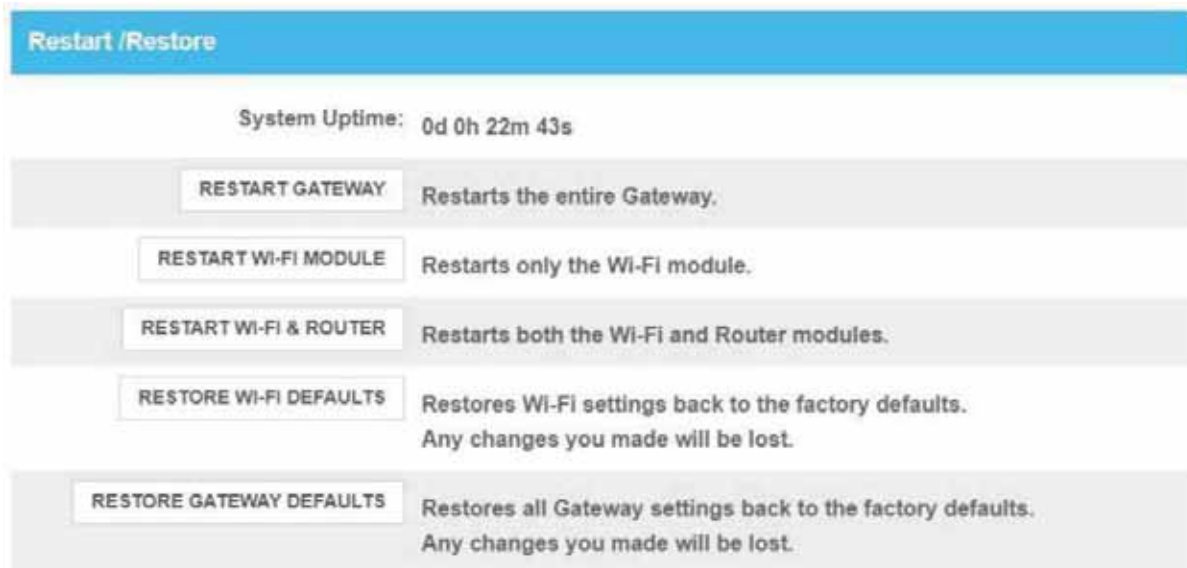 Restart /Restore
System Uptime: 0d 0h 22m 43s
RESTART GATEWAY Restarts the entire Gateway.
RESTART WI-FI MODULE Restarts only the Wi-Fi module.
RESTART WI-FI & ROUTER Restarts both the Wi-Fi and Router modules.
RESTORE WI-FI DEFAULTS Restores Wi-Fi settings back to the factory defaults.
Any changes you made will be lost.
RESTORE GATEWAY DEFAULTS Restores all Gateway settings back to the factory defaults.
Any changes you made will be lost.